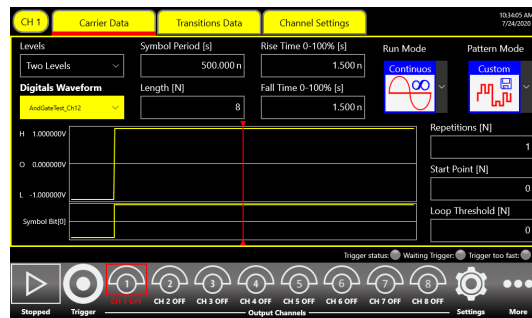 CH 1
Carrier Data
Transitions Data
Channel Settings
10:34:05 AM
7/24/2020
Levels
Two Levels
Symbol Period [s]
500.000 n
Rise Time 0-100% [s]
1.500 n
Run Mode
Continuos
Pattern Mode
Custom
Digitals Waveform
AndGateTest_Ch12
Length [N]
8
Fall Time 0-100% [s]
1.500 n
H 1.000000V
O 0.000000V
L -1.000000V
Symbol Bit[0]
Repetitions [N]
1
Start Point [N]
0
Loop Threshold [N]
0
Trigger status: Waiting Trigger: Trigger too fast:
1 2 3 4 5 6 7 8
CH 1 OFF CH 2 OFF CH 3 OFF CH 4 OFF CH 5 OFF CH 6 OFF CH 7 OFF CH 8 OFF
Stopped Trigger Output Channels Settings More